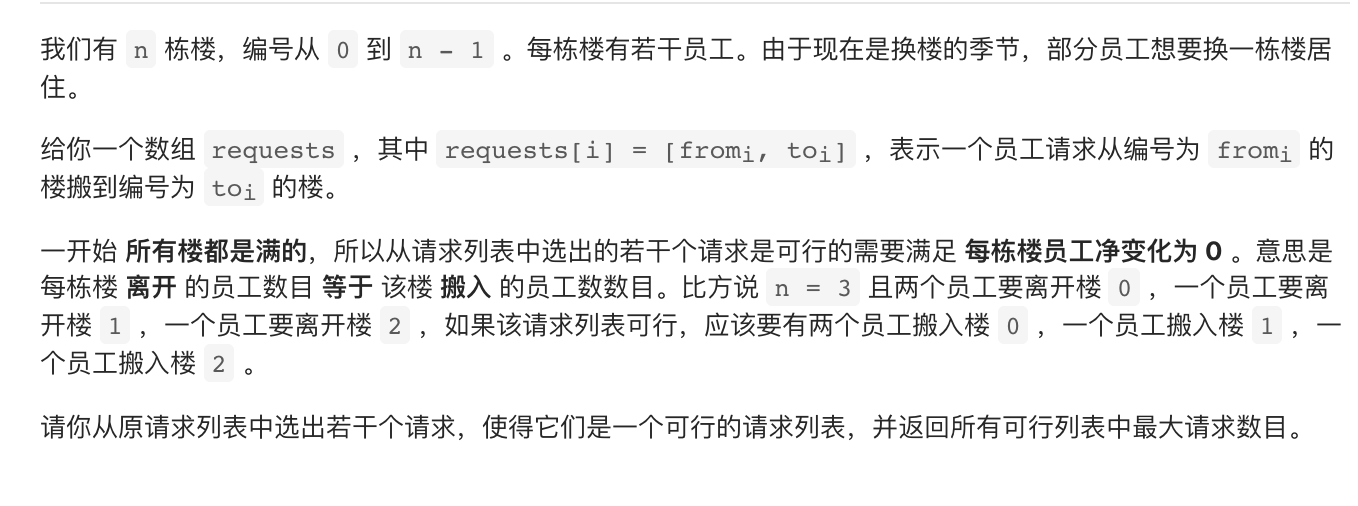 我们有 n 栋楼，编号从 0 到 n - 1 。每栋楼有若干员工。由于现在是换楼的季节，部分员工想要换一栋楼居
住。
给你一个数组 requests ，其中 requests[i] = [fromi, toi] ，表示一个员工请求从编号为 fromi 的
楼搬到编号为 toi 的楼。
一开始 所有楼都是满的，所以从请求列表中选出的若干个请求是可行的需要满足 每栋楼员工净变化为 0 。意思是
每栋楼 离开 的员工数目 等于 该楼 搬入 的员工数数目。比方说 n = 3 且两个员工要离开楼 0 ，一个员工要离
开楼 1 ，一个员工要离开楼 2 ，如果该请求列表可行，应该要有两个员工搬入楼 0 ，一个员工搬入楼 1 ，一
个员工搬入楼 2 。
请你从原请求列表中选出若干个请求，使得它们是一个可行的请求列表，并返回所有可行列表中最大请求数目。